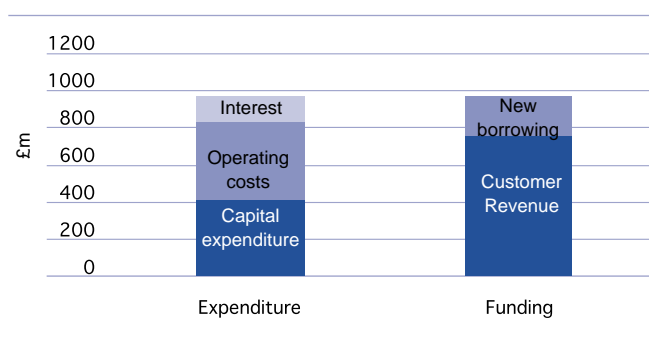 1200
1000
800
600
400
200
0
£m
Interest
Operating
costs
Capital
expenditure
New
borrowing
Customer
Revenue
Expenditure
Funding